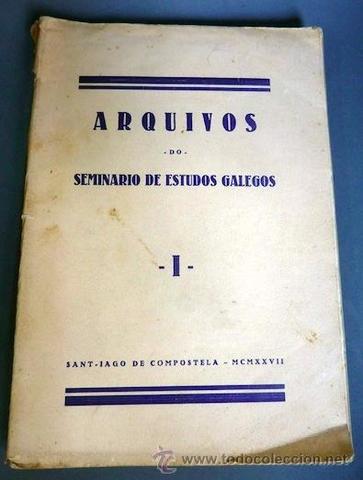 ARQUIVOS
- DO -
SEMINARIO DE ESTUDOS GALEGOS
- I -
SANT-IAGO DE COMPOSTELA - MCMXXVII
© www.todocoleccion.net